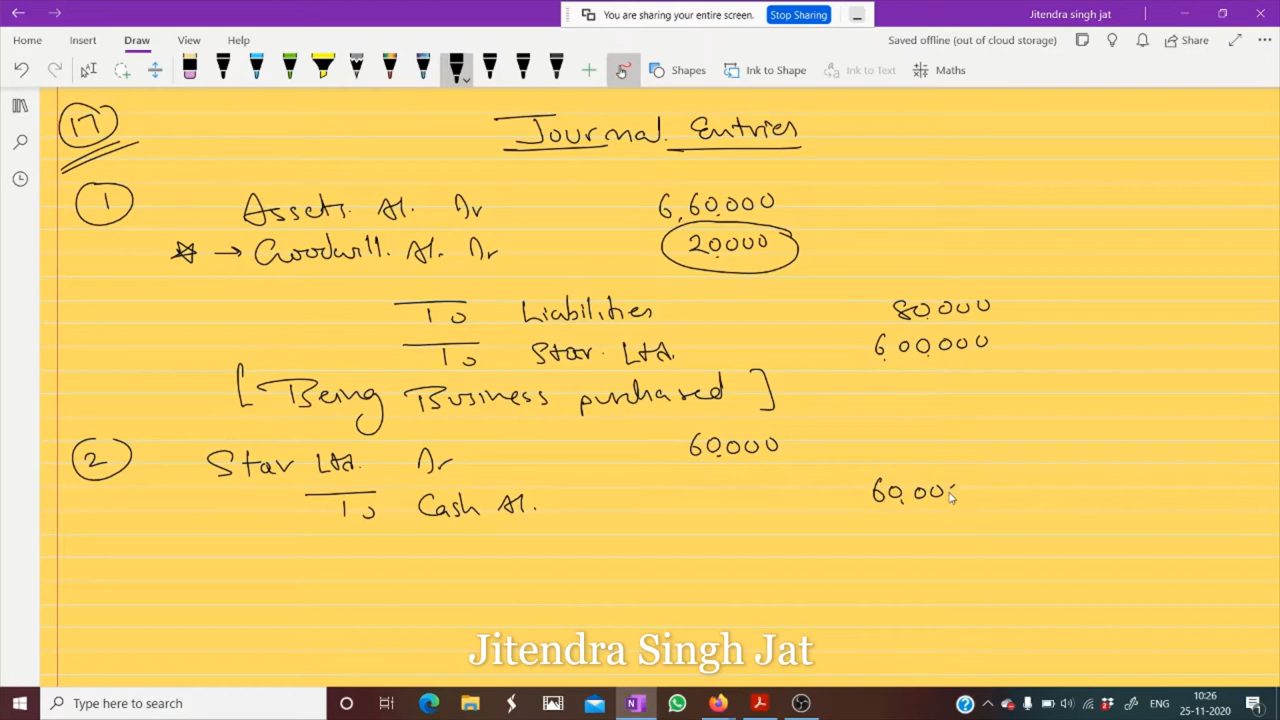 You are sharing your entire screen. Stop Sharing
Jitendra singh jat
Home Insert Draw View Help
Saved offline (out of cloud storage) Share
Shapes Ink to Shape Ink to Text Maths
17 Journal Entries
1 Assets A/. Dr 6,60,000
→ Goodwill. A/. Dr 20,000
To Liabilities 80,000
To Star. Ltd. 6,00,000
[Being Business purchased]
2 Star Ltd. Dr 60,000
To Cash A/. 60,00
Jitendra Singh Jat
Type here to search
ENG 10:26
25-11-2020